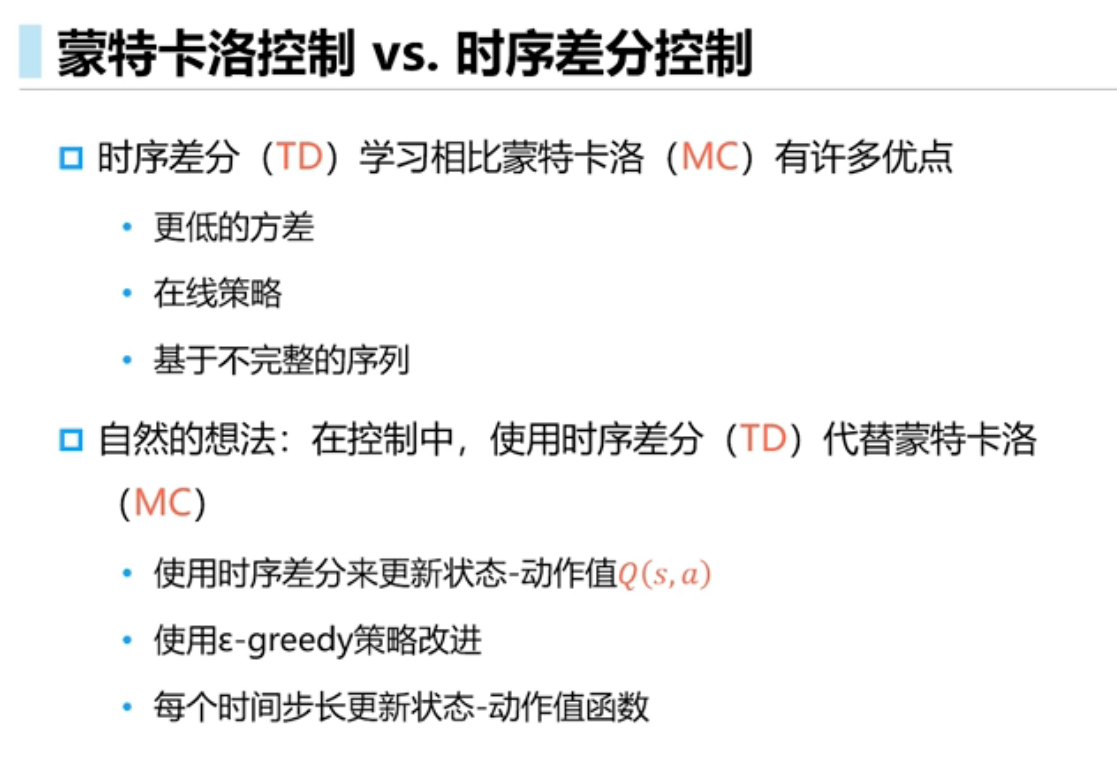 蒙特卡洛控制 vs. 时序差分控制
时序差分（TD）学习相比蒙特卡洛（MC）有许多优点
• 更低的方差
• 在线策略
• 基于不完整的序列
自然的想法：在控制中，使用时序差分（TD）代替蒙特卡洛
（MC）
• 使用时序差分来更新状态-动作值Q(s, a)
• 使用ε-greedy策略改进
• 每个时间步长更新状态-动作值函数